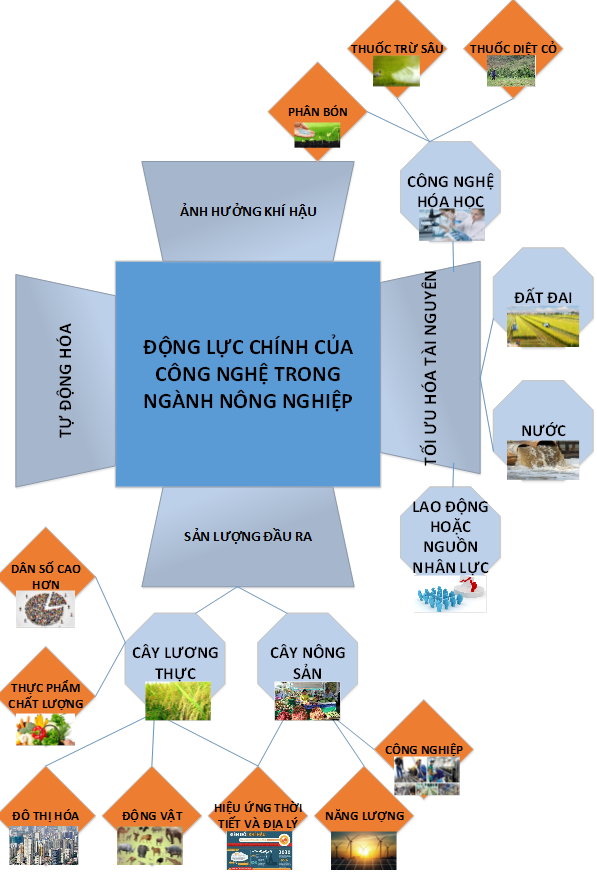 THUỐC TRỪ SÂU
THUỐC DIỆT CỎ
PHÂN BÓN
CÔNG NGHỆ
HÓA HỌC
ẢNH HƯỞNG KHÍ HẬU
ĐẤT ĐAI
TỰ ĐỘNG HÓA
ĐỘNG LỰC CHÍNH CỦA
CÔNG NGHỆ TRONG
NGÀNH NÔNG NGHIỆP
TỐI ƯU HÓA TÀI NGUYÊN
NƯỚC
LAO ĐỘNG
HOẶC
NGUỒN
NHÂN LỰC
SẢN LƯỢNG ĐẦU RA
DÂN SỐ CAO
HƠN
CÂY LƯƠNG
THỰC
CÂY NÔNG
SẢN
THỰC PHẨM
CHẤT LƯỢNG
CÔNG NGHIỆP
ĐÔ THỊ HÓA
ĐỘNG VẬT
HIỆU ỨNG THỜI
TIẾT VÀ ĐỊA LÝ
NĂNG LƯỢNG